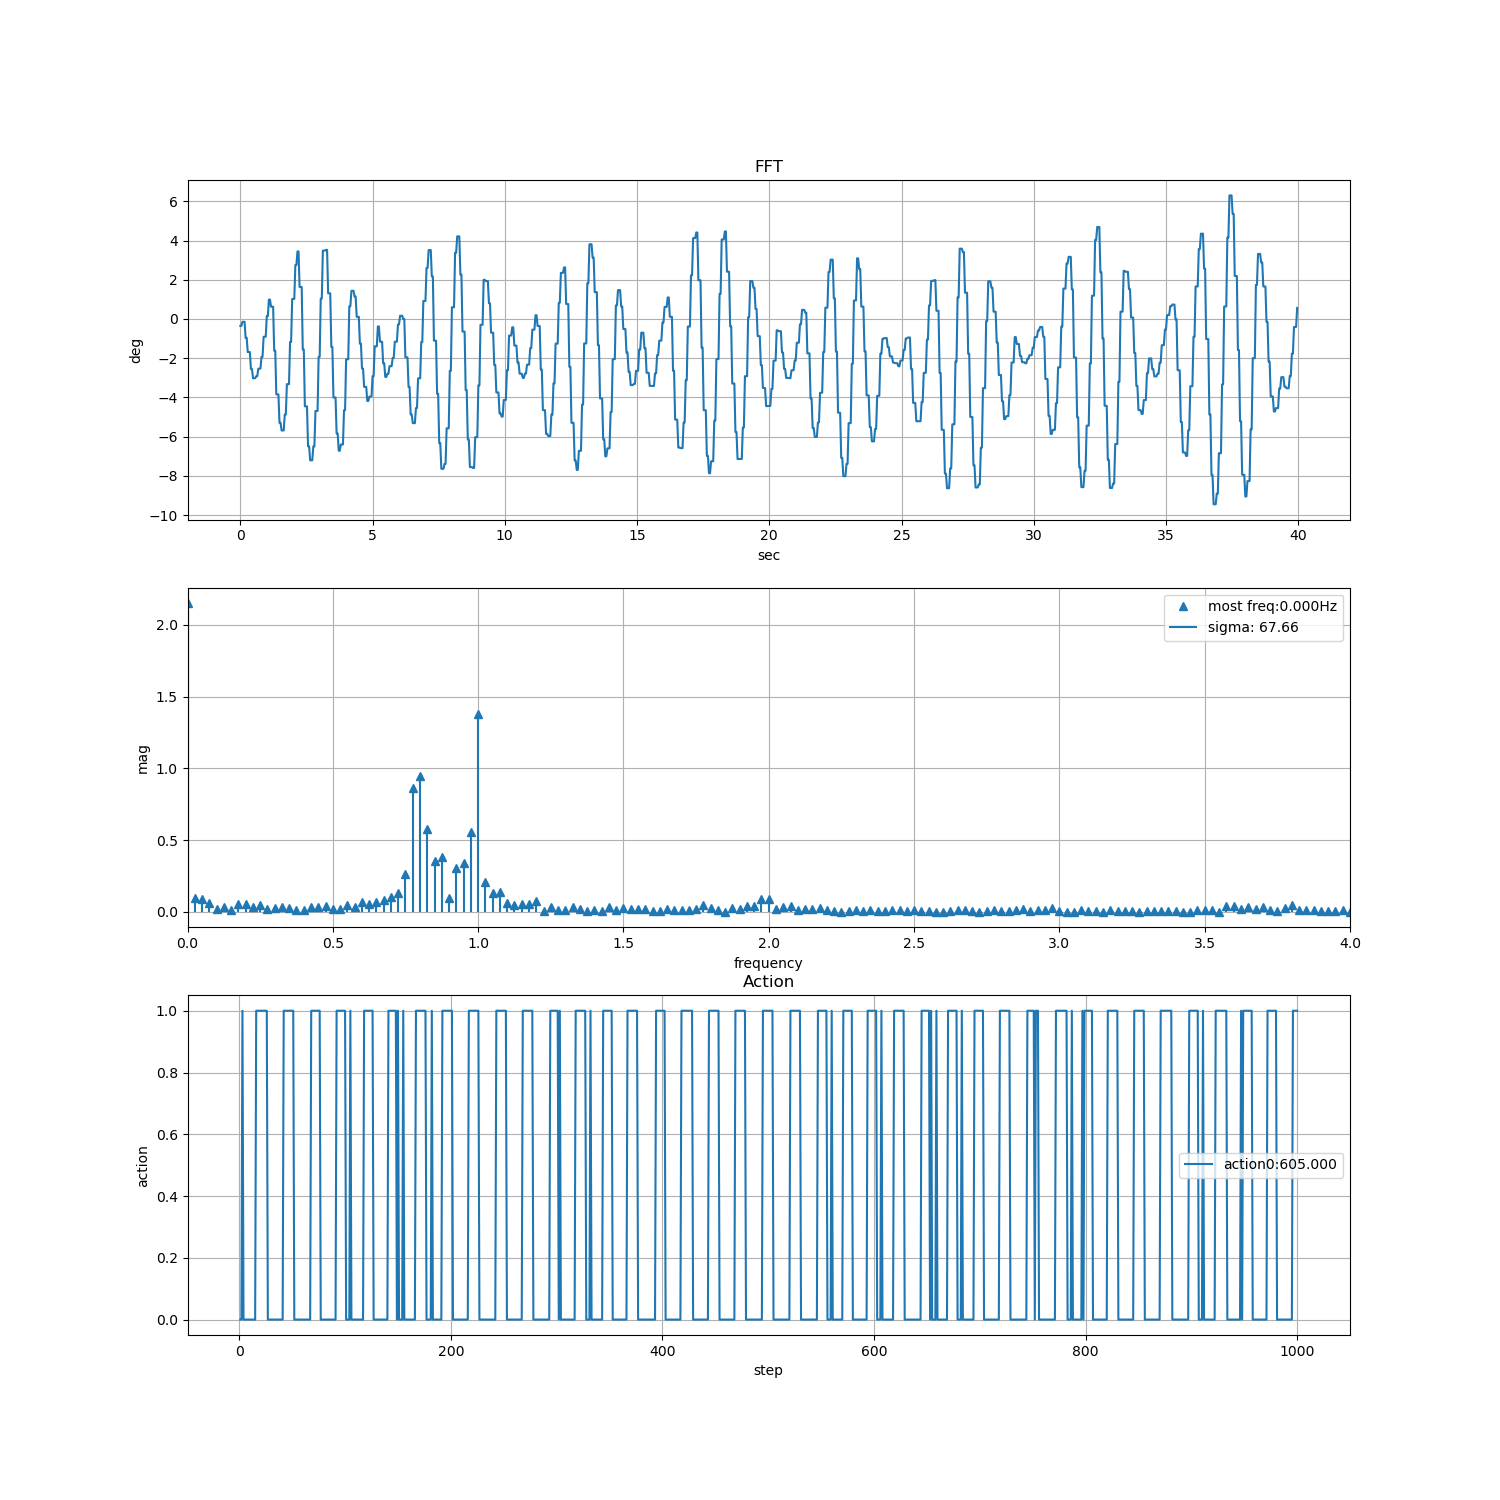 FFT
6
4
2
0
−2
−4
−6
−8
−10
deg
0 5 10 15 20 25 30 35 40
sec
most freq:0.000Hz
sigma: 67.66
2.0
1.5
1.0
0.5
0.0
mag
0.0 0.5 1.0 1.5 2.0 2.5 3.0 3.5 4.0
frequency
Action
1.0
0.8
0.6
0.4
0.2
0.0
action
action0:605.000
0 200 400 600 800 1000
step